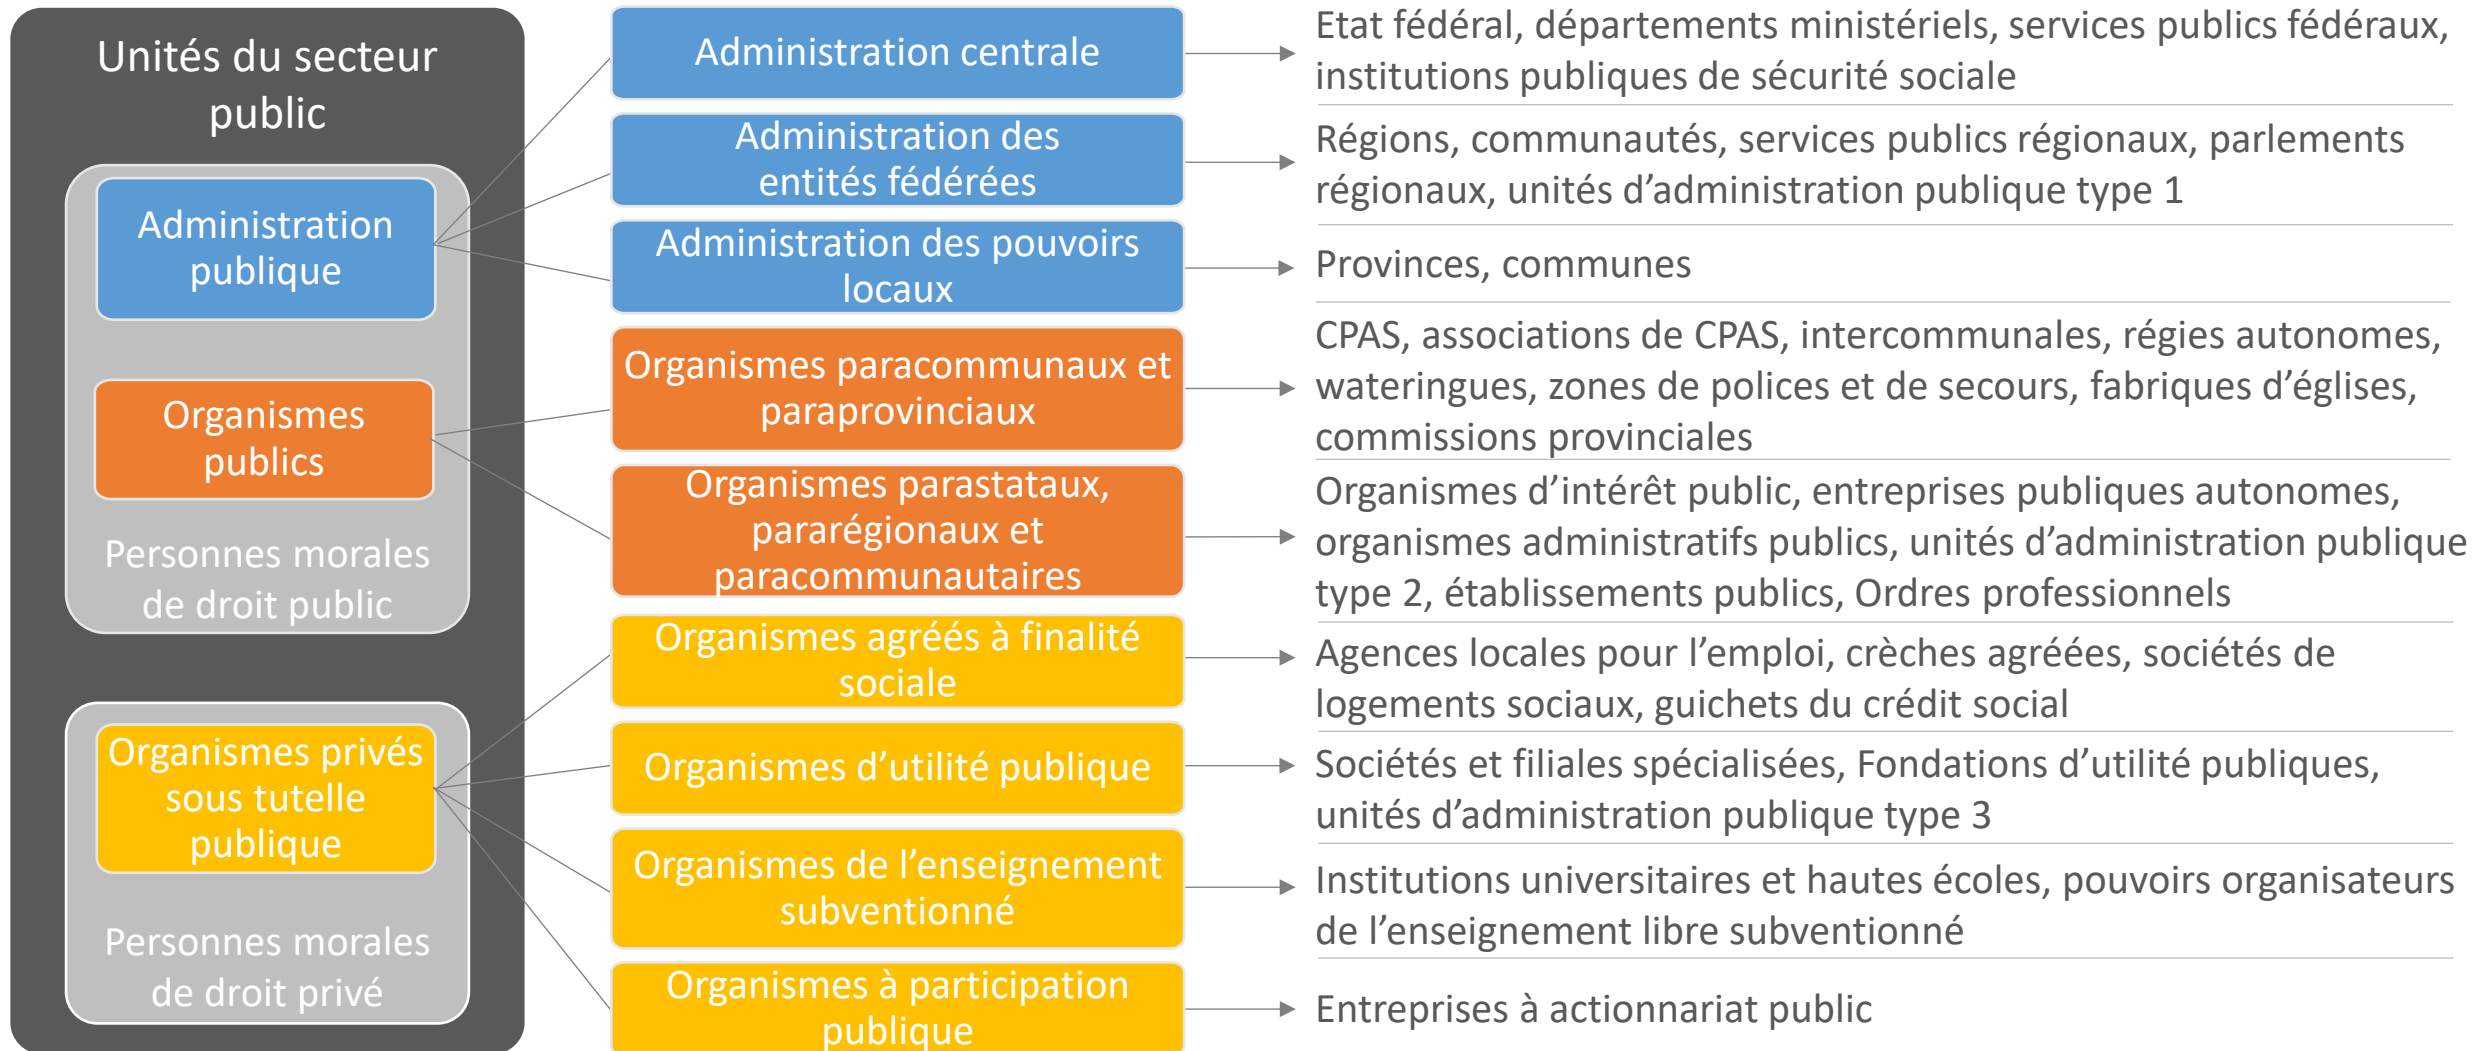 Unités du secteur
public
Administration
publique
Organismes
publics
Personnes morales
de droit public
Organismes privés
sous tutelle
publique
Personnes morales
de droit privé
Administration centrale
Etat fédéral, départements ministériels, services publics fédéraux,
institutions publiques de sécurité sociale
Administration des
entités fédérées
Régions, communautés, services publics régionaux, parlements
régionaux, unités d’administration publique type 1
Administration des pouvoirs
locaux
Provinces, communes
Organismes paracommunaux et
paraprovinciaux
CPAS, associations de CPAS, intercommunales, régies autonomes,
wateringues, zones de polices et de secours, fabriques d’églises,
commissions provinciales
Organismes parastataux,
pararégionaux et
paracommunautaires
Organismes d’intérêt public, entreprises publiques autonomes,
organismes administratifs publics, unités d’administration publique
type 2, établissements publics, Ordres professionnels
Organismes agréés à finalité
sociale
Agences locales pour l’emploi, crèches agréées, sociétés de
logements sociaux, guichets du crédit social
Organismes d’utilité publique
Sociétés et filiales spécialisées, Fondations d’utilité publiques,
unités d’administration publique type 3
Organismes de l’enseignement
subventionné
Institutions universitaires et hautes écoles, pouvoirs organisateurs
de l’enseignement libre subventionné
Organismes à participation
publique
Entreprises à actionnariat public